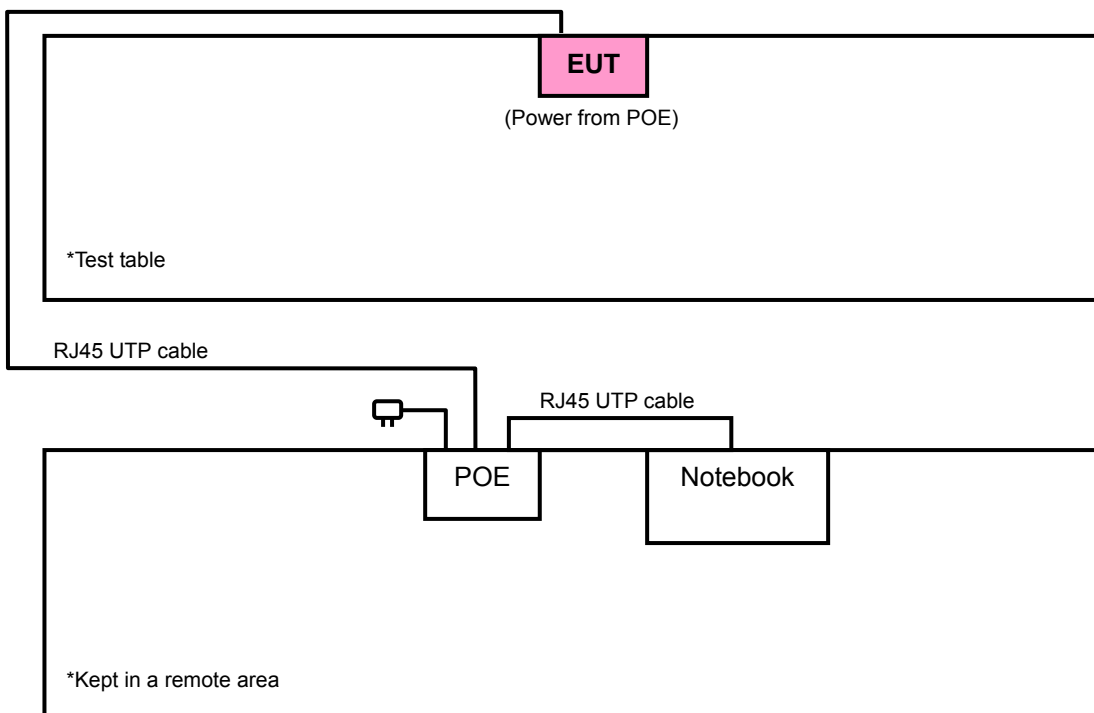 EUT
(Power from POE)
*Test table
RJ45 UTP cable
RJ45 UTP cable
POE
Notebook
*Kept in a remote area